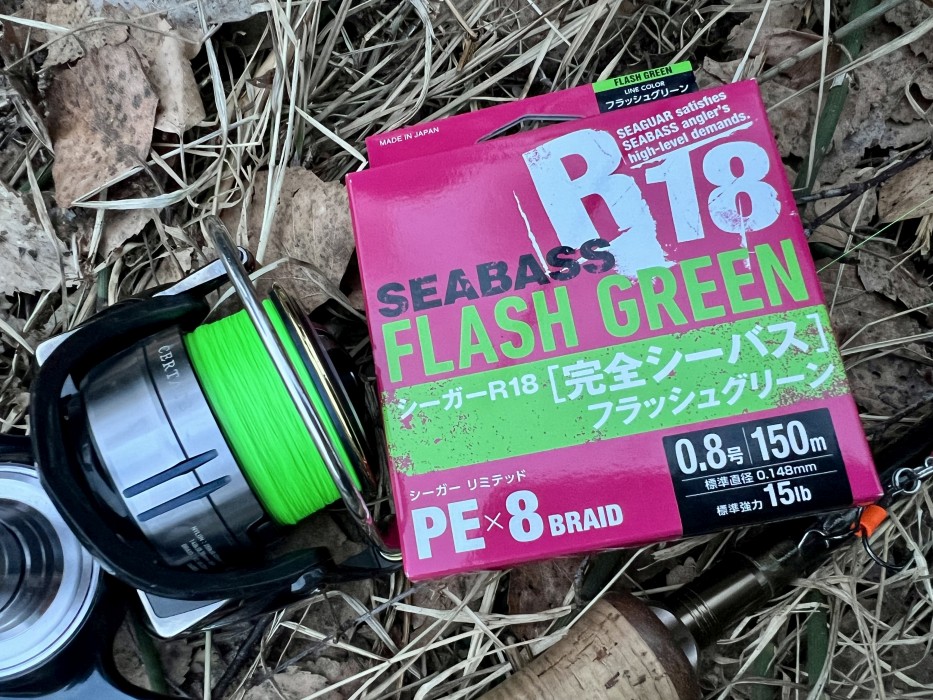 FLASH GREEN
LINE COLOR
フラッシュグリーン
MADE IN JAPAN
SEAGUAR satisfies
SEABASS angler's
high-level demands.
R18
SEABASS
FLASH GREEN
シーガーR18 [完全シーバス]
フラッシュグリーン
シーガー リミテッド
PE×8 BRAID
0.8号 150m
標準直径 0.148mm
標準強力 15lb
CERT